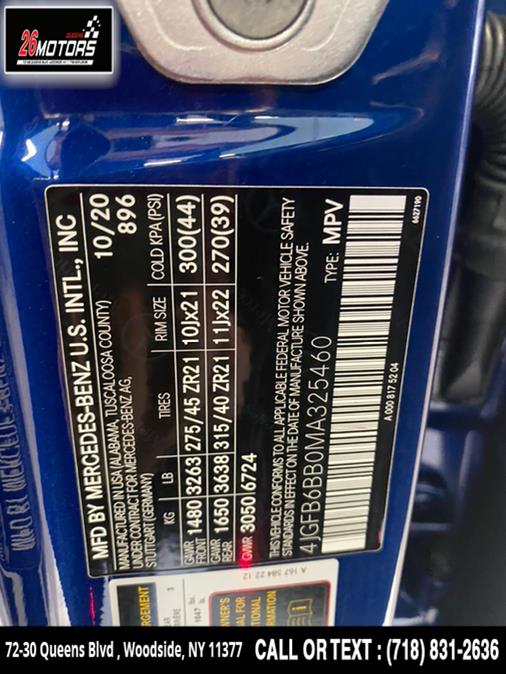 QUEENS
26MOTORS
MFD BY MERCEDES-BENZ U.S. INTL., INC
IN USA (ALABAMA, TUSCALOOSA COUNTY)
UNDER CONTRACT FOR MERCEDES-BENZ AG,
STUTTGART (GERMANY)
10/20
896
KG LB TIRES RIM SIZE COLD KPA (PSI)
GAWR FRONT 1480 3263 275/45 ZR21 10Jx21 300(44)
GAWR REAR 1650 3638 315/40 ZR21 11Jx22 270(39)
GVWR 3050 6724
THIS VEHICLE CONFORMS TO ALL APPLICABLE FEDERAL MOTOR VEHICLE SAFETY
STANDARDS IN EFFECT ON THE DATE OF MANUFACTURE SHOWN ABOVE.
4JGFB6BB0MA325460 TYPE: MPV
A 000 817 52 04
6627190
A 167 584 22 12
72-30 Queens Blvd , Woodside, NY 11377 CALL OR TEXT : (718) 831-2636